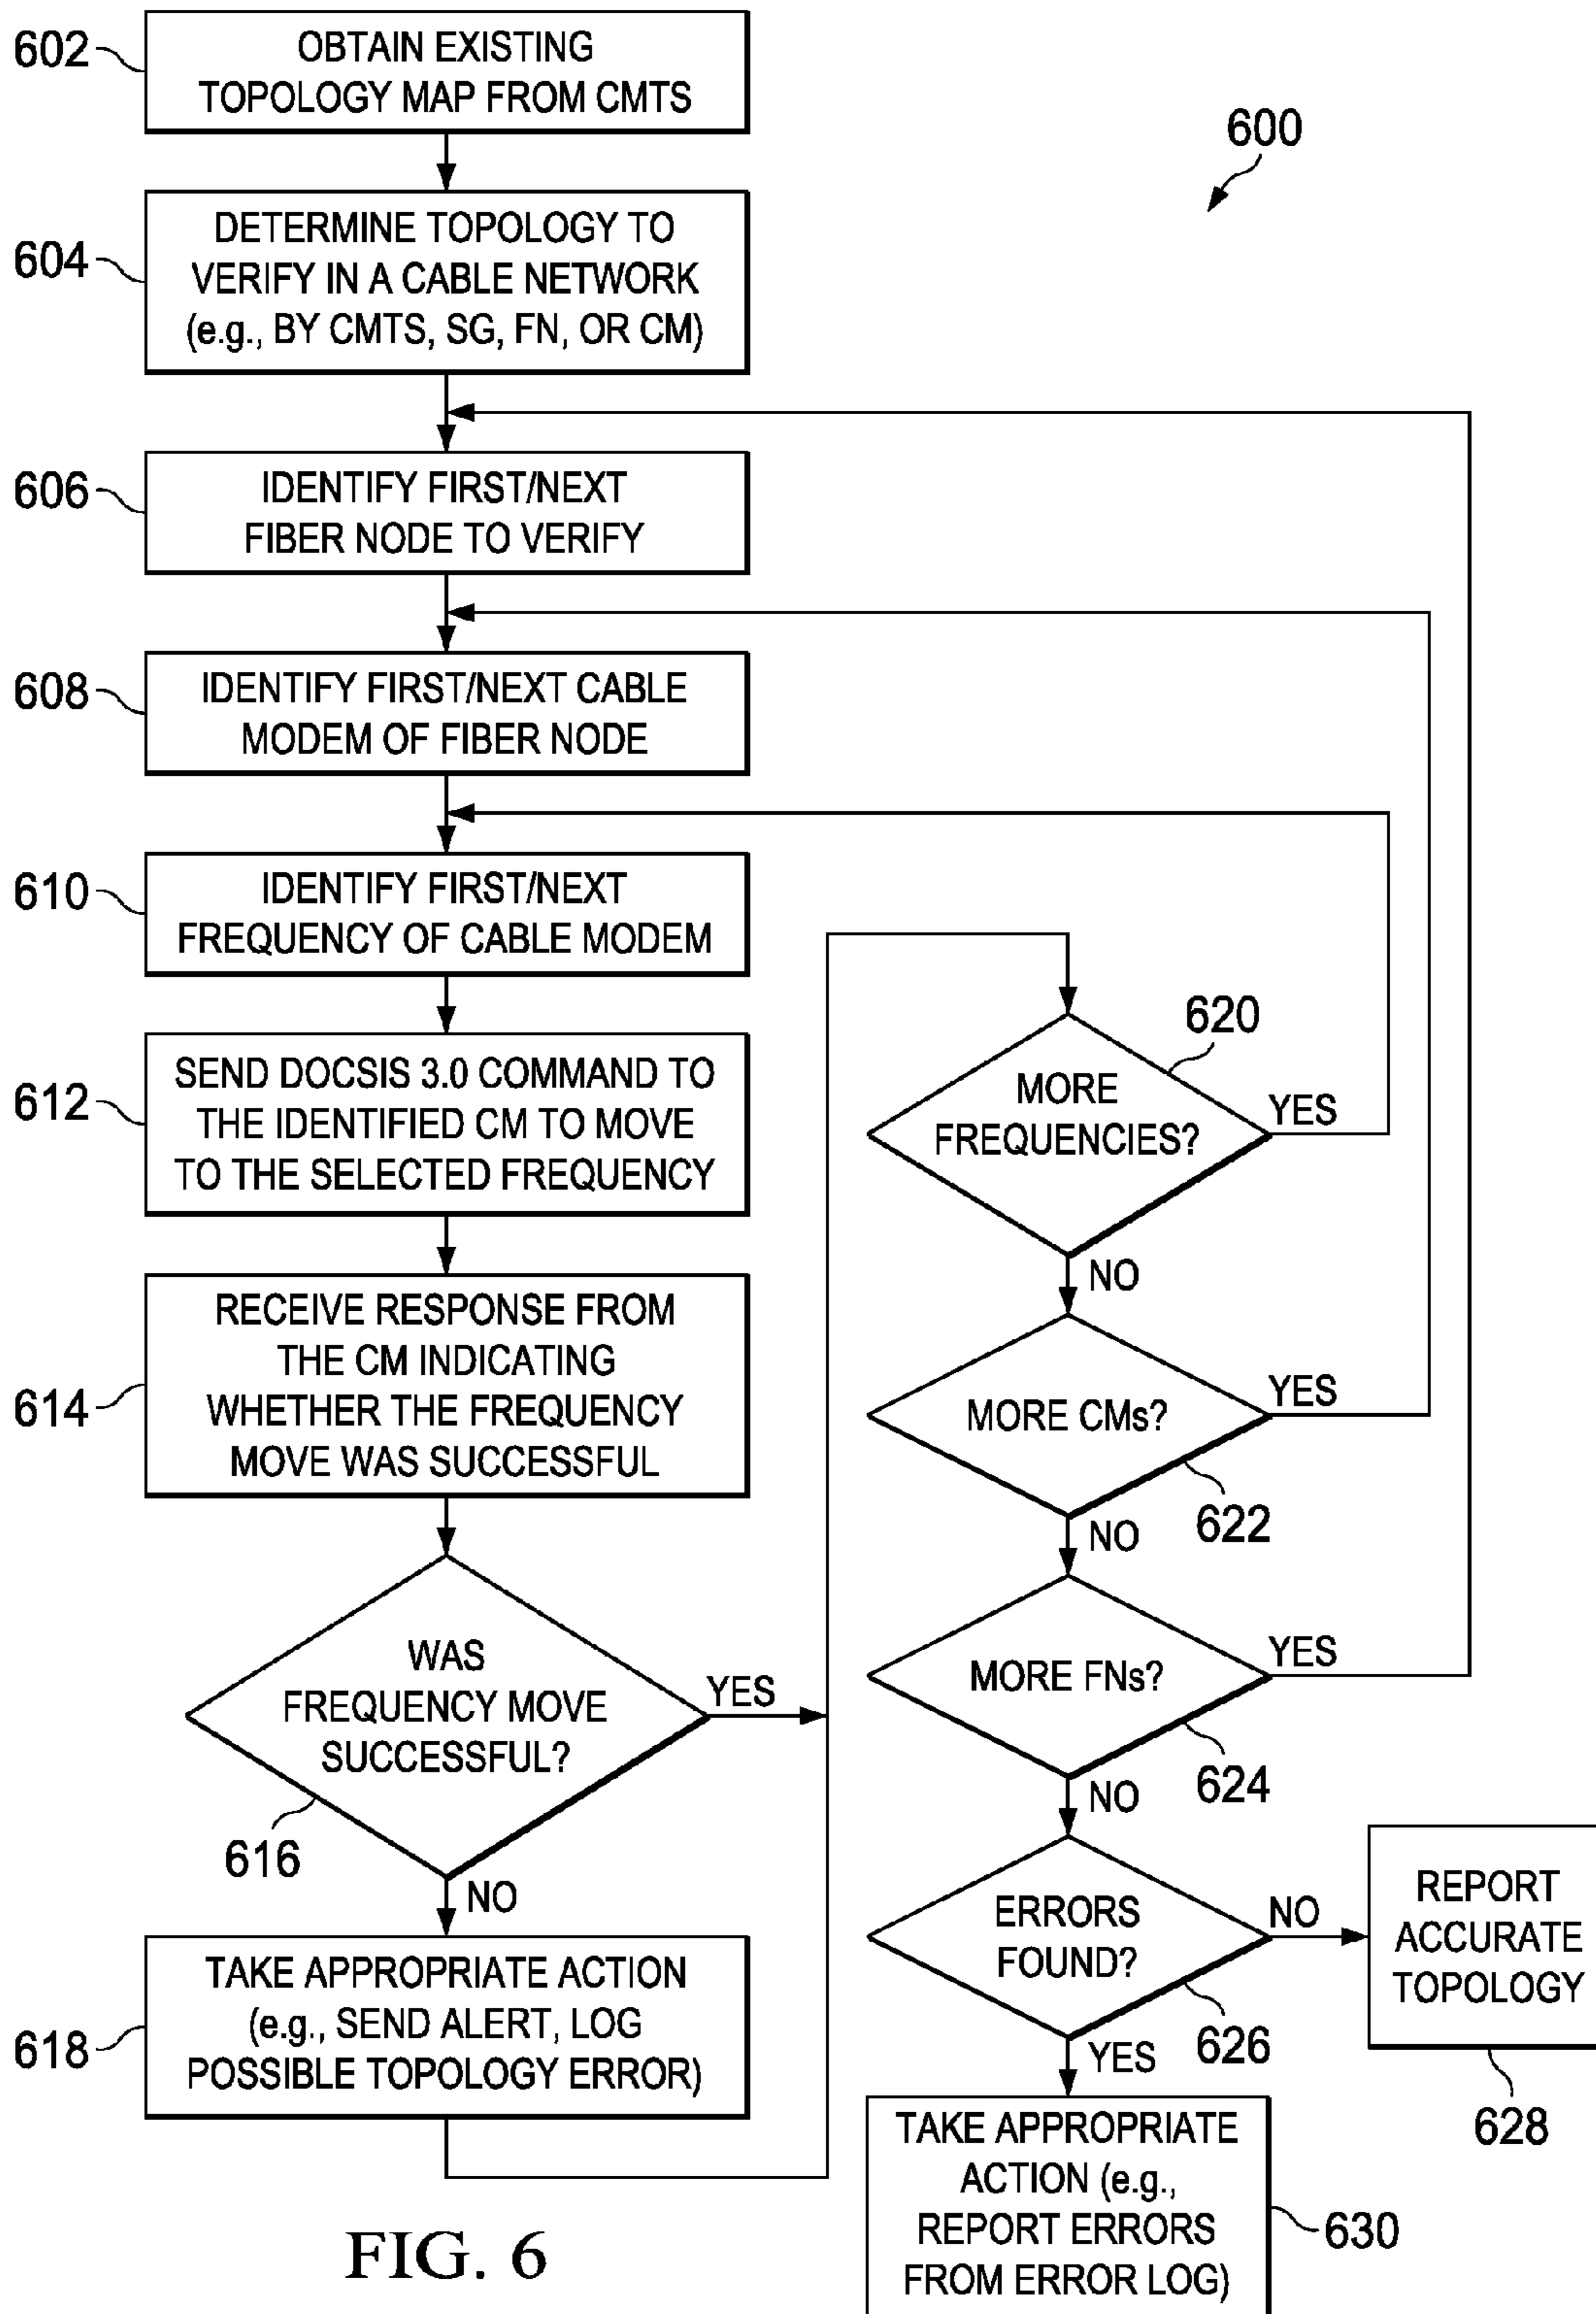 602
OBTAIN EXISTING
TOPOLOGY MAP FROM CMTS
600
604
DETERMINE TOPOLOGY TO
VERIFY IN A CABLE NETWORK
(e.g., BY CMTS, SG, FN, OR CM)
606
IDENTIFY FIRST/NEXT
FIBER NODE TO VERIFY
608
IDENTIFY FIRST/NEXT CABLE
MODEM OF FIBER NODE
610
IDENTIFY FIRST/NEXT
FREQUENCY OF CABLE MODEM
612
SEND DOCSIS 3.0 COMMAND TO
THE IDENTIFIED CM TO MOVE
TO THE SELECTED FREQUENCY
614
RECEIVE RESPONSE FROM
THE CM INDICATING
WHETHER THE FREQUENCY
MOVE WAS SUCCESSFUL
WAS
FREQUENCY MOVE
SUCCESSFUL?
YES
616
NO
618
TAKE APPROPRIATE ACTION
(e.g., SEND ALERT, LOG
POSSIBLE TOPOLOGY ERROR)
620
MORE
FREQUENCIES?
YES
NO
MORE CMs?
YES
622
NO
MORE FNs?
YES
624
NO
ERRORS
FOUND?
NO
626
YES
REPORT
ACCURATE
TOPOLOGY
628
TAKE APPROPRIATE
ACTION (e.g.,
REPORT ERRORS
FROM ERROR LOG)
630
FIG. 6